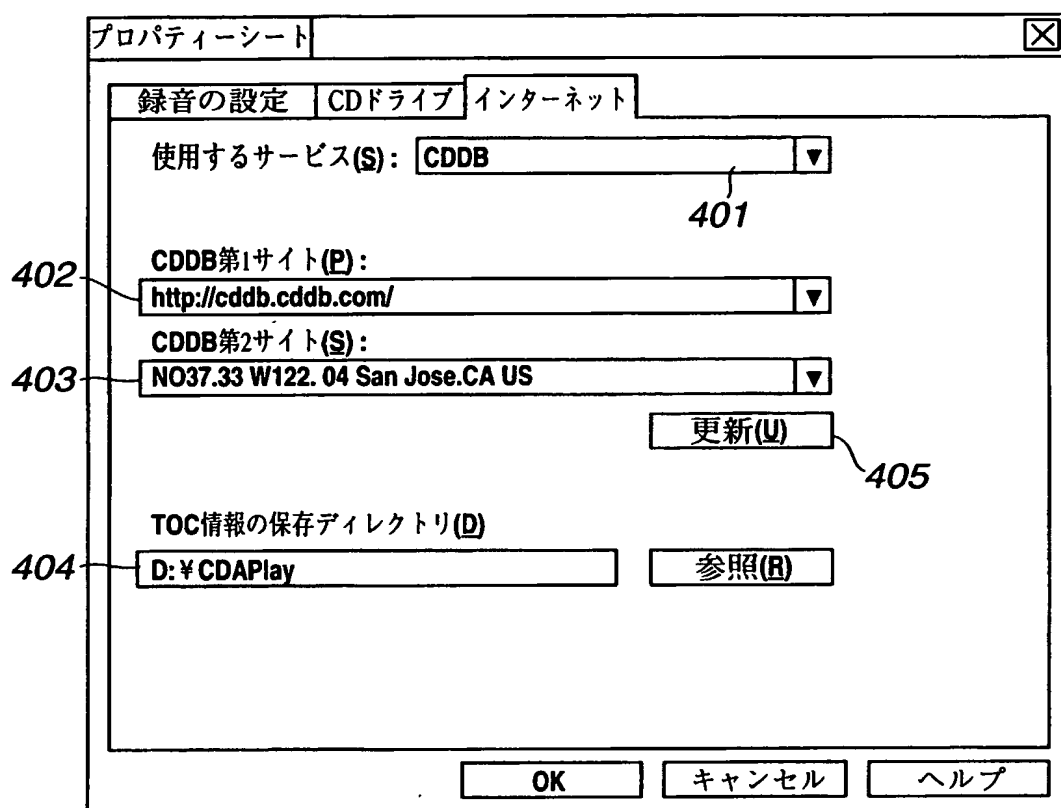 プロパティーシート
録音の設定 CDドライブ インターネット
使用するサービス(S): CDDB
401
CDDB第1サイト(P):
402
http://cddb.cddb.com/
CDDB第2サイト(S):
403
NO37.33 W122. 04 San Jose.CA US
更新(U)
405
TOC情報の保存ディレクトリ(D)
404
D:¥CDAPlay 参照(R)
OK キャンセル ヘルプ